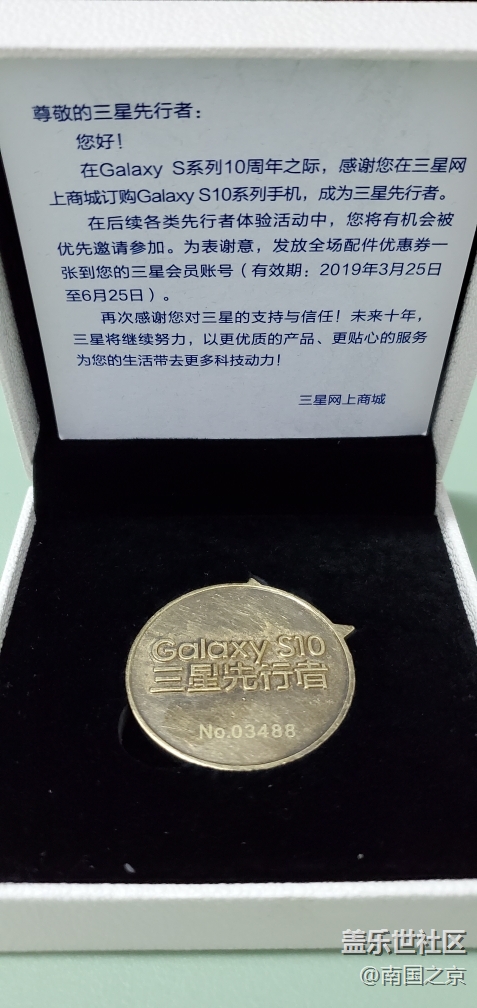 尊敬的三星先行者：
您好！
在Galaxy S系列10周年之际，感谢您在三星网
上商城订购Galaxy S10系列手机，成为三星先行者。
在后续各类先行者体验活动中，您将有机会被
优先邀请参加。为表谢意，发放全场配件优惠券一
张到您的三星会员账号（有效期：2019年3月25日
至6月25日）。
再次感谢您对三星的支持与信任！未来十年，
三星将继续努力，以更优质的产品、更贴心的服务
为您的生活带去更多科技动力！
三星网上商城
Galaxy S10
三星先行者
No.03488
盖乐世社区
@南国之京